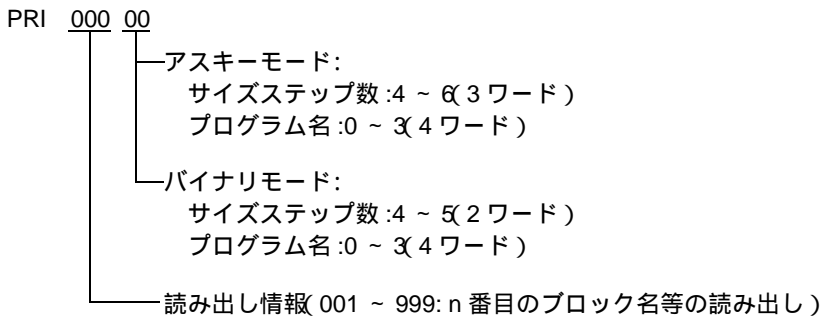 PRI 000 00
アスキーモード:
サイズステップ数 :4 ~ 6(3 ワード)
プログラム名 :0 ~ 3(4 ワード)
バイナリモード:
サイズステップ数 :4 ~ 5(2 ワード)
プログラム名 :0 ~ 3(4 ワード)
読み出し情報(001 ~ 999: n 番目のブロック名等の読み出し)